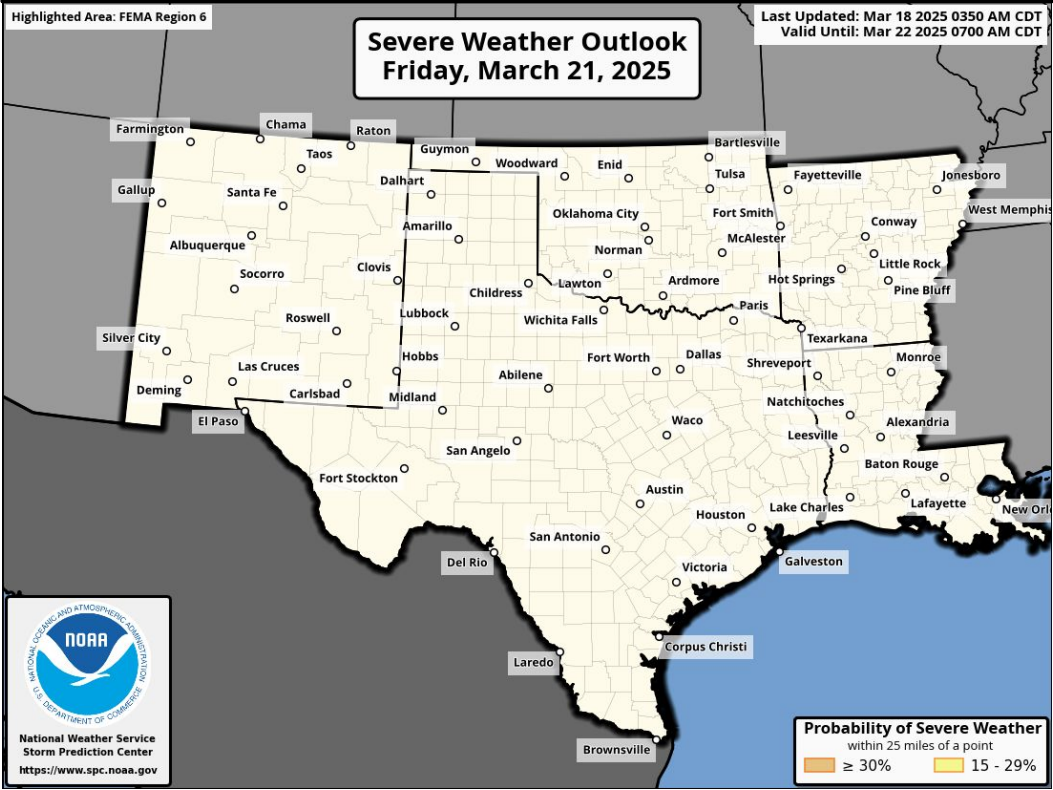 Highlighted Area: FEMA Region 6
Severe Weather Outlook
Friday, March 21, 2025
Last Updated: Mar 18 2025 0350 AM CDT
Valid Until: Mar 22 2025 0700 AM CDT
Farmington
Chama
Raton
Taos
Guymon
Woodward
Enid
Bartlesville
Tulsa
Fayetteville
Jonesboro
Gallup
Santa Fe
Dalhart
Albuquerque
Amarillo
Oklahoma City
Norman
Fort Smith
McAlester
Conway
West Memphis
Little Rock
Socorro
Clovis
Childress
Lawton
Ardmore
Hot Springs
Pine Bluff
Roswell
Lubbock
Wichita Falls
Paris
Texarkana
Silver City
Hobbs
Fort Worth
Dallas
Shreveport
Monroe
Las Cruces
Abilene
Deming
Carlsbad
Midland
Natchitoches
El Paso
Waco
Leesville
Alexandria
San Angelo
Baton Rouge
Fort Stockton
Austin
Houston
Lake Charles
Lafayette
New Orl
San Antonio
Del Rio
Victoria
Galveston
Laredo
Corpus Christi
Brownsville
NATIONAL OCEANIC AND ATMOSPHERIC ADMINISTRATION
NOAA
U.S. DEPARTMENT OF COMMERCE
National Weather Service
Storm Prediction Center
https://www.spc.noaa.gov
Probability of Severe Weather
within 25 miles of a point
≥ 30%
15 - 29%